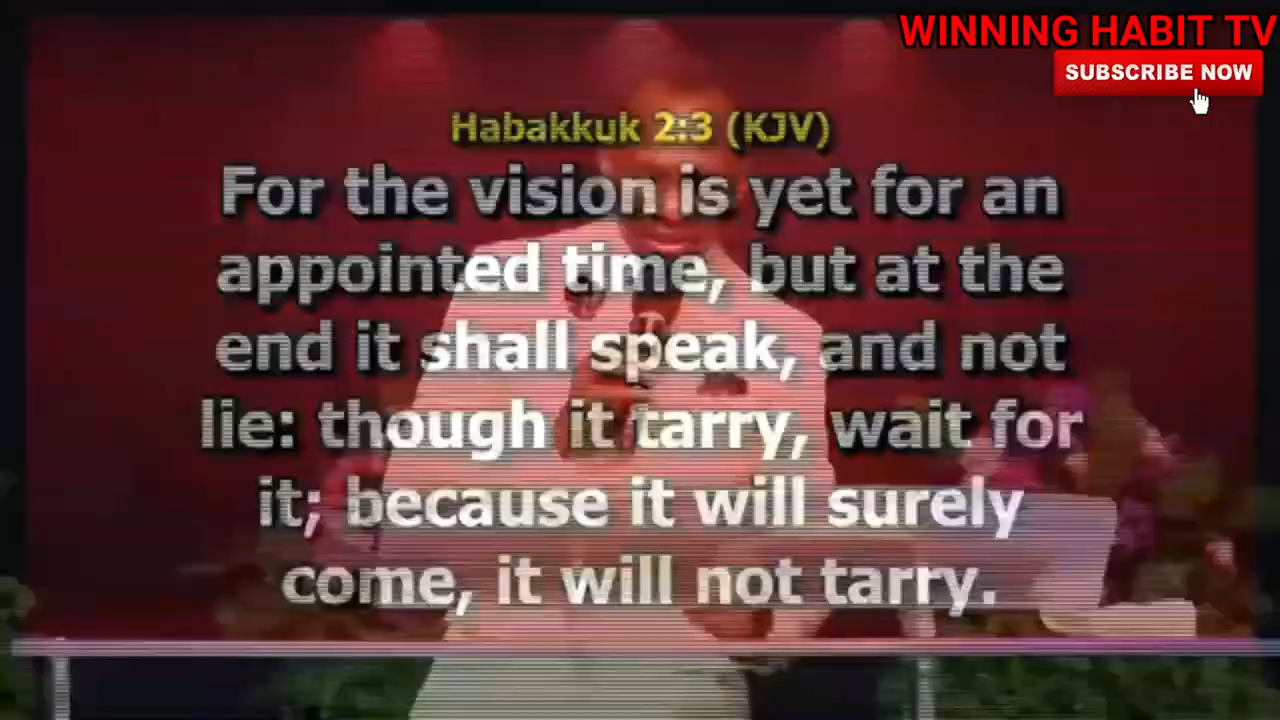 WINNING HABIT TV
SUBSCRIBE NOW
Habakkuk 2:3 (KJV)
For the vision is yet for an
appointed time, but at the
end it shall speak, and not
lie: though it tarry, wait for
it; because it will surely
come, it will not tarry.